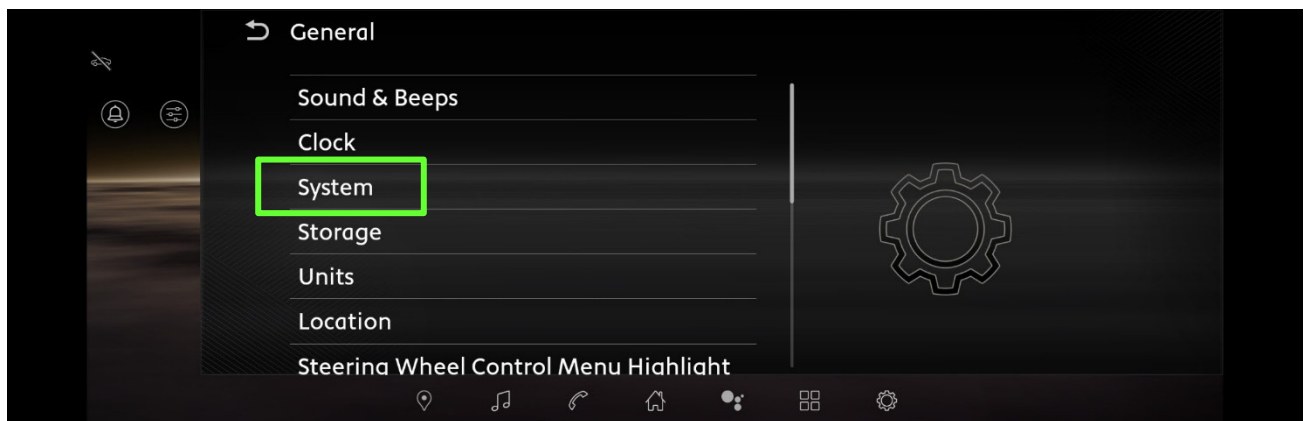 General
Sound & Beeps
Clock
System
Storage
Units
Location
Steering Wheel Control Menu Highlight